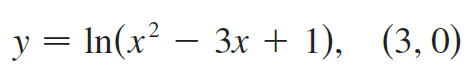 y = ln(x² − 3x + 1), (3, 0)